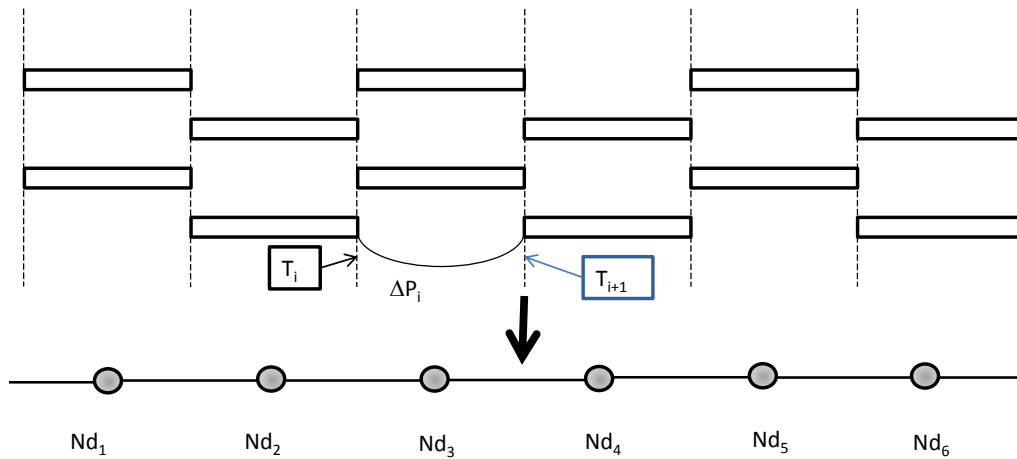 Tᵢ
Tᵢ₊₁
ΔPᵢ
Nd₁ Nd₂ Nd₃ Nd₄ Nd₅ Nd₆